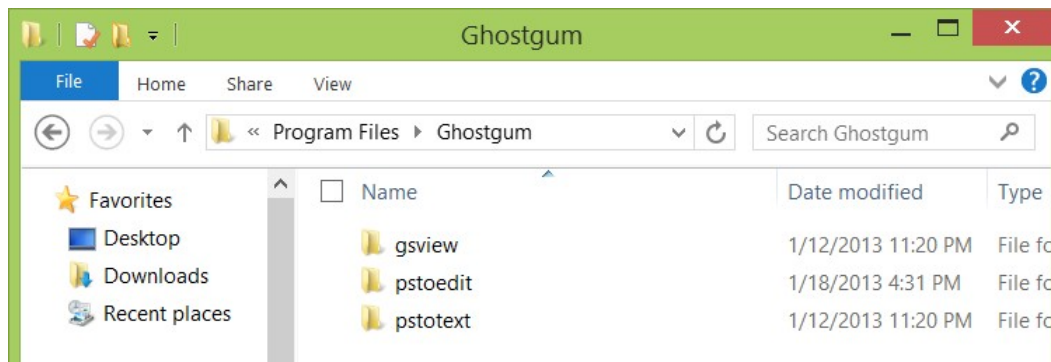 Ghostgum
File Home Share View
« Program Files Ghostgum Search Ghostgum
Favorites Name Date modified Type
Desktop gsview 1/12/2013 11:20 PM File fo
Downloads pstoedit 1/18/2013 4:31 PM File fo
Recent places pstotext 1/12/2013 11:20 PM File fo